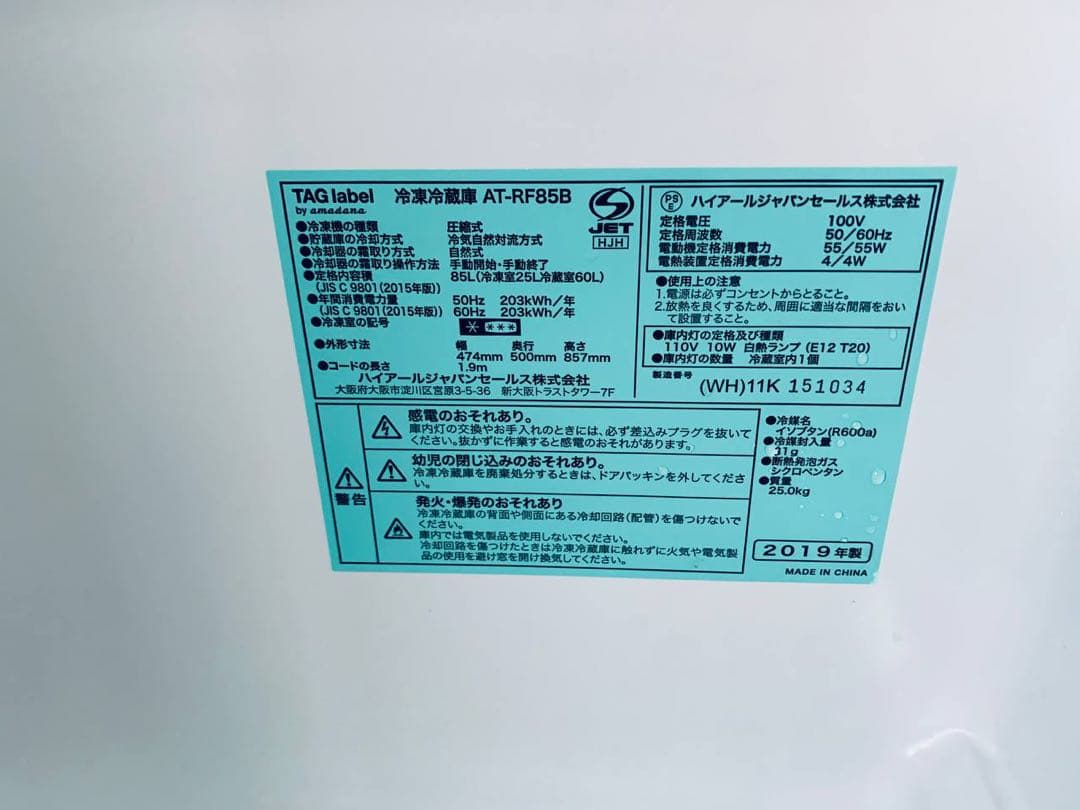 TAG label 冷凍冷蔵庫 AT-RF85B
by amadana
●冷凍機の種類 圧縮式
●貯蔵庫の冷却方式 冷気自然対流方式
●冷却器の霜取り方式 自然式
●冷却器の霜取り操作方法 手動開始・手動終了
●定格内容積 85L(冷凍室25L冷蔵室60L)
(JIS C 9801(2015年版))
●年間消費電力量 50Hz 203kWh/年
(JIS C 9801(2015年版)) 60Hz 203kWh/年
●冷凍室の記号 * ***
●外形寸法 幅 奥行 高さ
474mm 500mm 857mm
●コードの長さ 1.9m
ハイアールジャパンセールス株式会社
大阪府大阪市淀川区宮原3-5-36 新大阪トラストタワー7F
JET
HJH
PS
E
ハイアールジャパンセールス株式会社
定格電圧 100V
定格周波数 50/60Hz
電動機定格消費電力 55/55W
電熱装置定格消費電力 4/4W
●使用上の注意
1.電源は必ずコンセントからとること。
2.放熱を良くするため、周囲に適当な間隔をおい
て設置すること。
●庫内灯の定格及び種類
110V 10W 白熱ランプ(E12 T20)
●庫内灯の数量 冷蔵室内1個
製造番号
(WH)11K 151034
警告
感電のおそれあり。
庫内灯の交換やお手入れのときには、必ず差込みプラグを抜いて
ください。抜かずに作業すると感電のおそれがあります。
幼児の閉じ込みのおそれあり。
冷凍冷蔵庫を廃棄処分するときは、ドアパッキンを外してくださ
い。
発火・爆発のおそれあり
冷凍冷蔵庫の背面や側面にある冷却回路(配管)を傷つけないで
ください。
庫内では電気製品を使用しないでください。
冷却回路を傷つけたときは冷凍冷蔵庫に触れずに火気や電気製
品の使用を避け窓を開け換気してください。
●冷媒名
イソブタン(R600a)
●冷媒封入量
31g
●断熱発泡ガス
シクロペンタン
●質量
25.0kg
2019年製
MADE IN CHINA